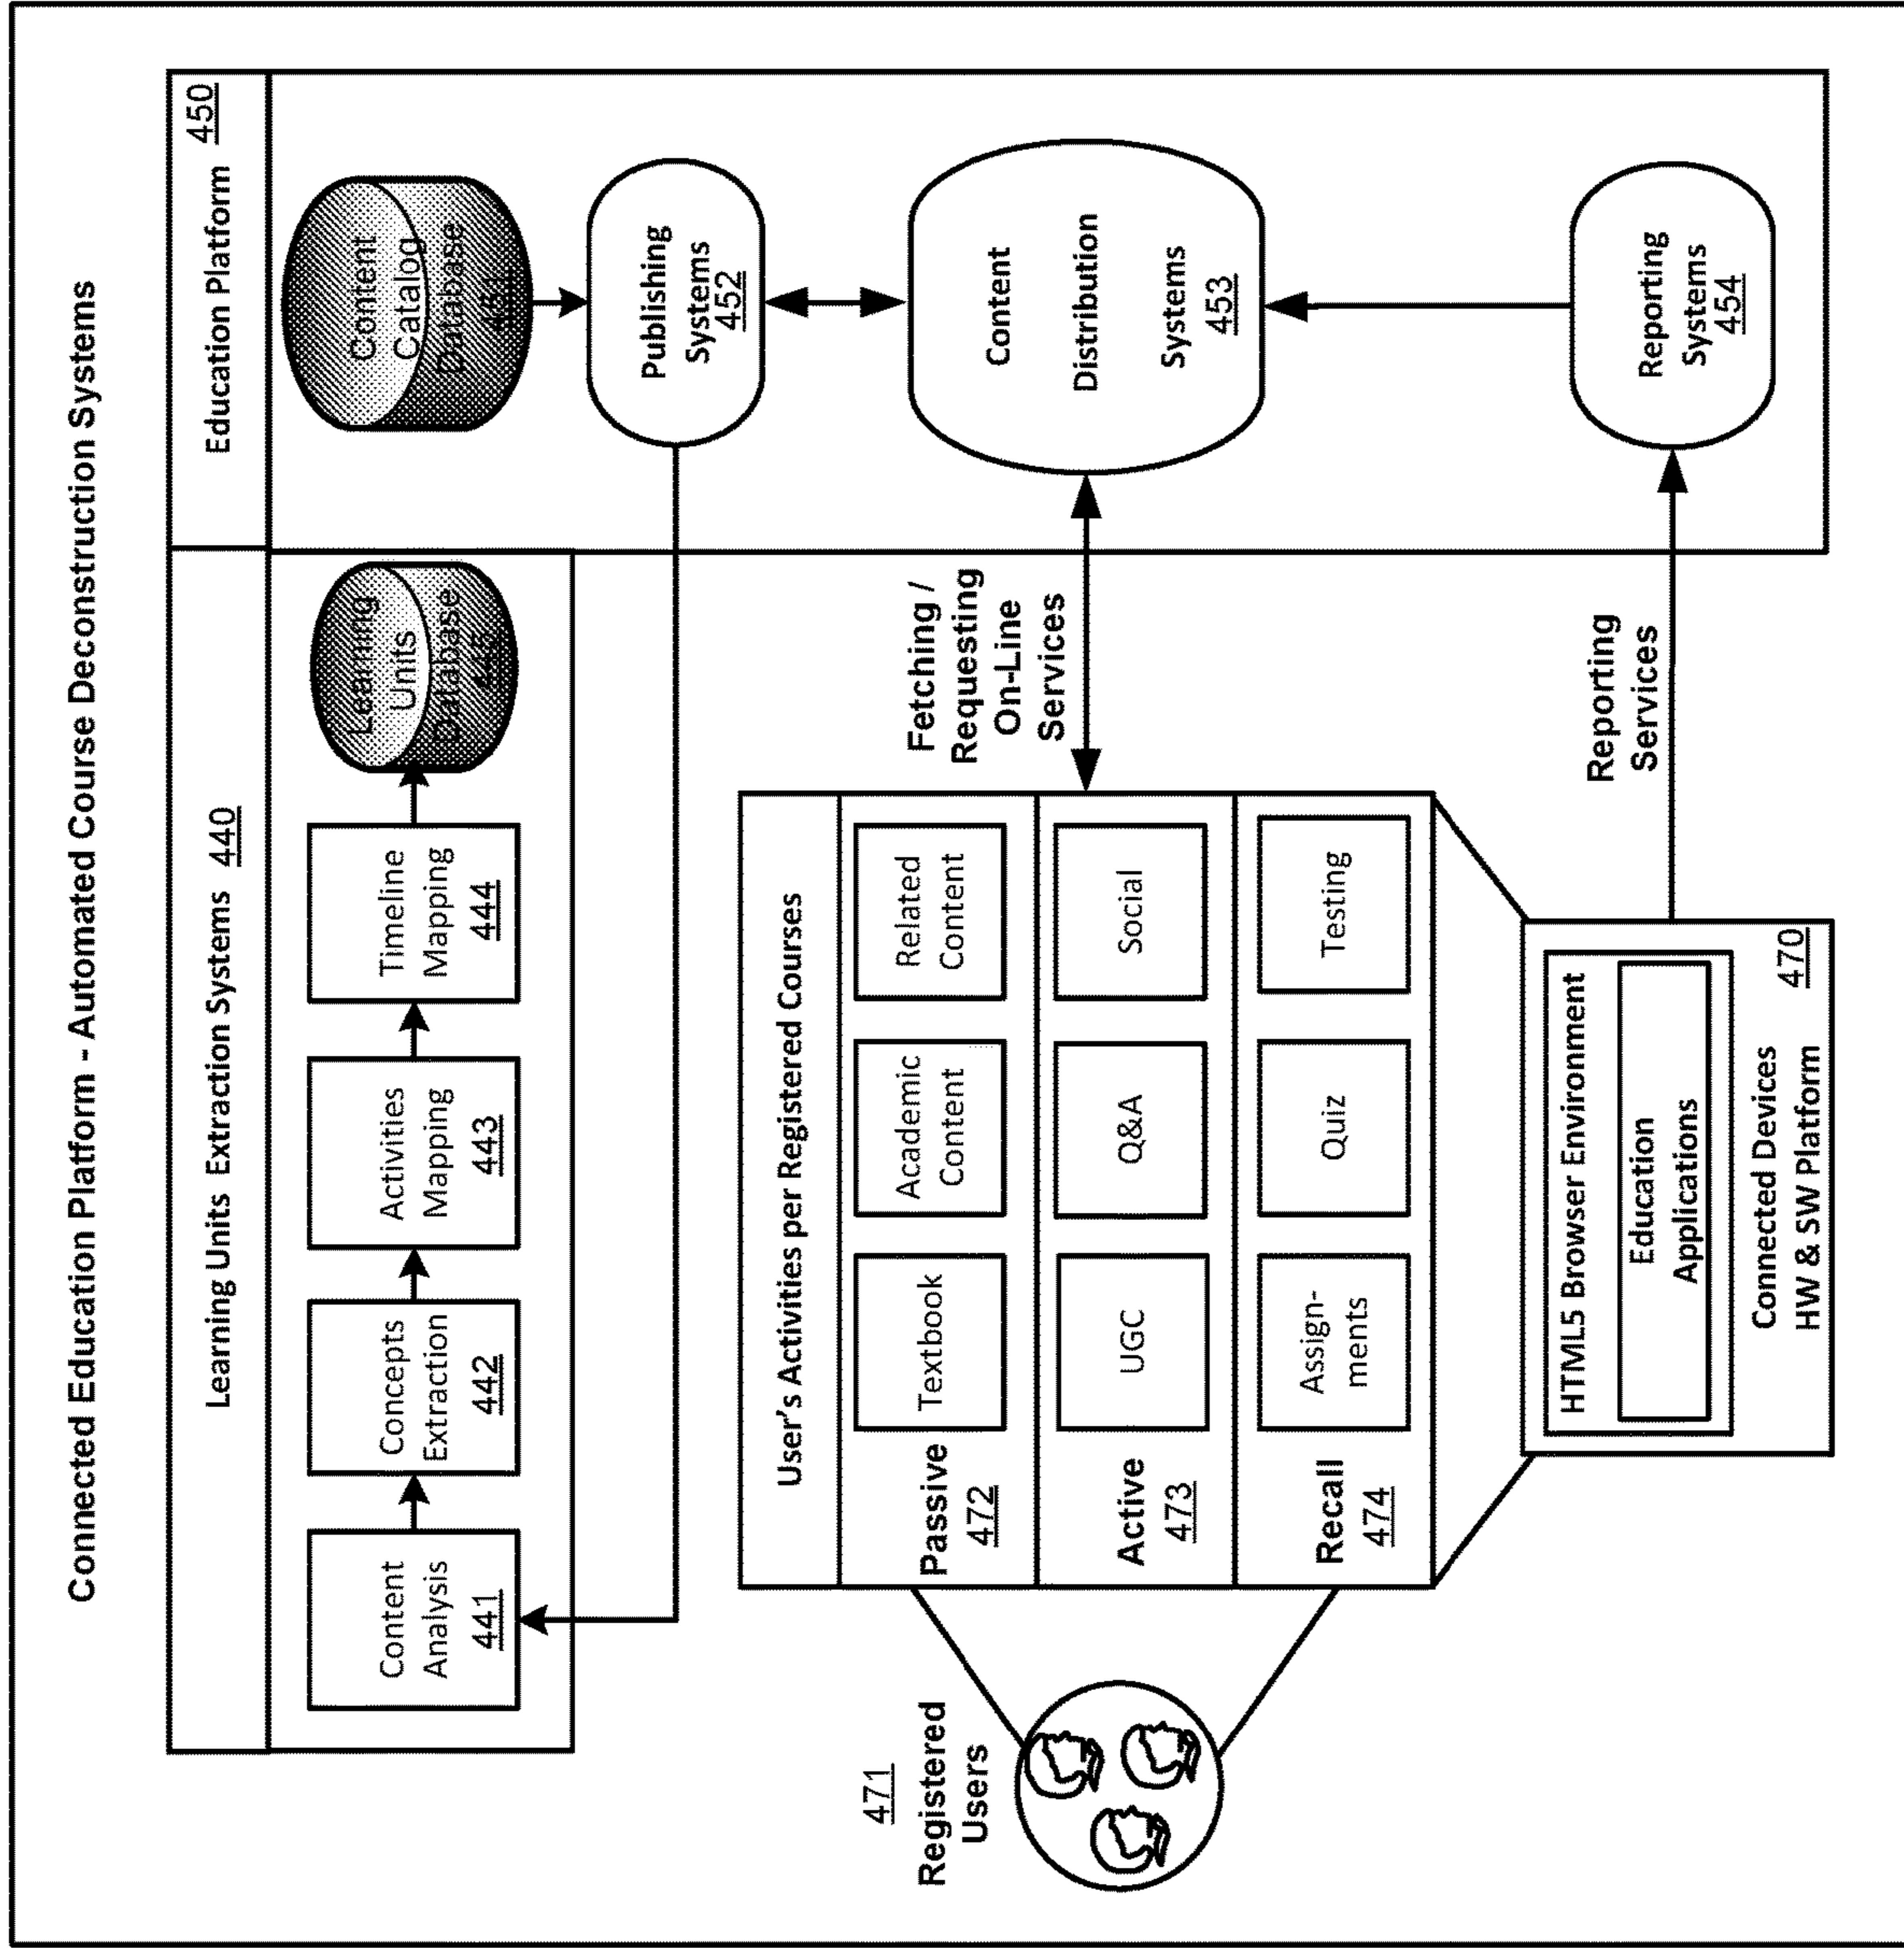 Connected Education Platform - Automated Course Deconstruction Systems
Learning Units Extraction Systems 440
Education Platform 450
Content
Analysis
441
Concepts
Extraction
442
Activities
Mapping
443
Timeline
Mapping
444
Learning
Units
Database
Content
Catalog
Database
Publishing
Systems
452
Content
Distribution
Systems
453
Reporting
Systems
454
Fetching /
Requesting
On-Line
Services
Reporting
Services
471
Registered
Users
User's Activities per Registered Courses
Passive
472
Textbook
Academic
Content
Related
Content
Active
473
UGC
Q&A
Social
Recall
474
Assign-
ments
Quiz
Testing
HTML5 Browser Environment
Education
Applications
Connected Devices
HW & SW Platform
470